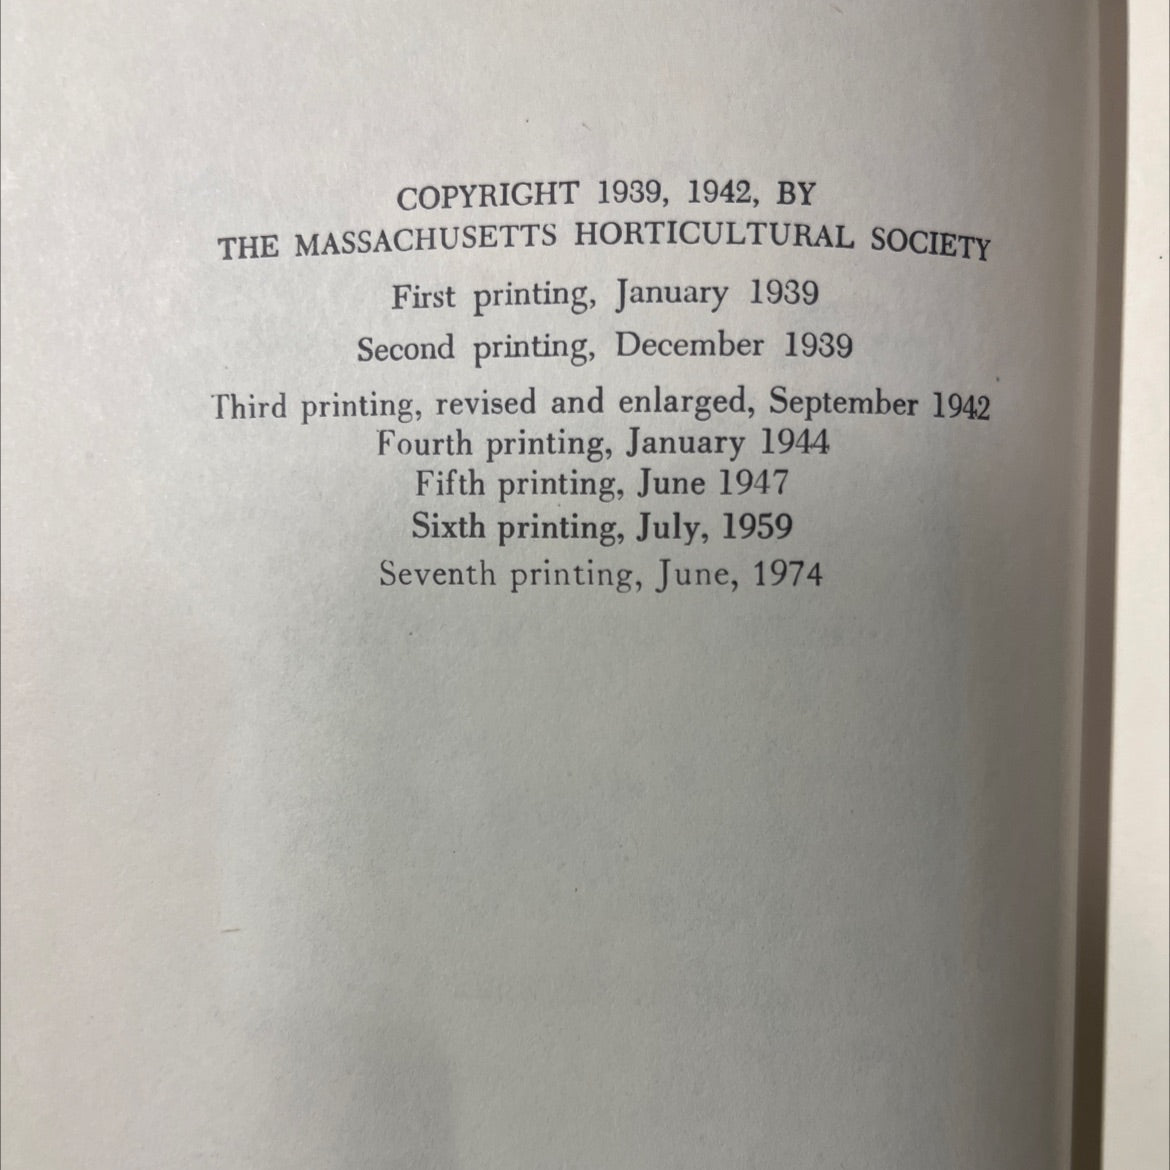 COPYRIGHT 1939, 1942, BY
THE MASSACHUSETTS HORTICULTURAL SOCIETY
First printing, January 1939
Second printing, December 1939
Third printing, revised and enlarged, September 1942
Fourth printing, January 1944
Fifth printing, June 1947
Sixth printing, July, 1959
Seventh printing, June, 1974